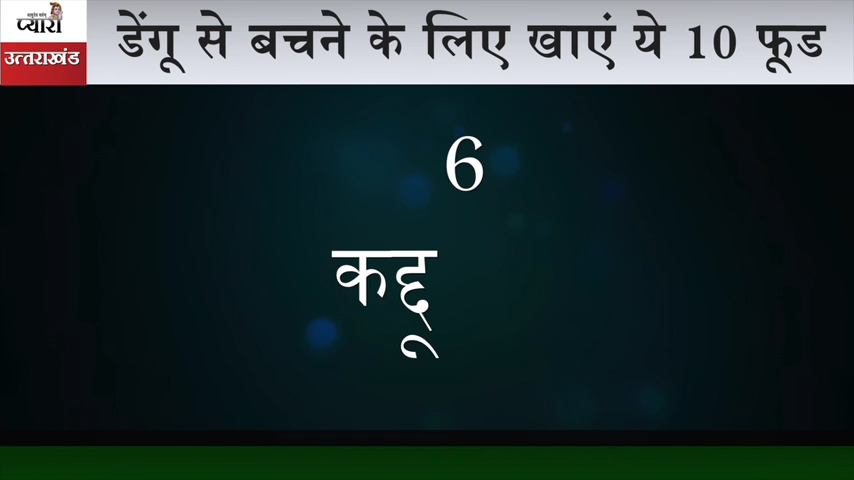 प्यारा
उत्तराखंड
डेंगू से बचने के लिए खाएं ये 10 फूड
6
कद्दू